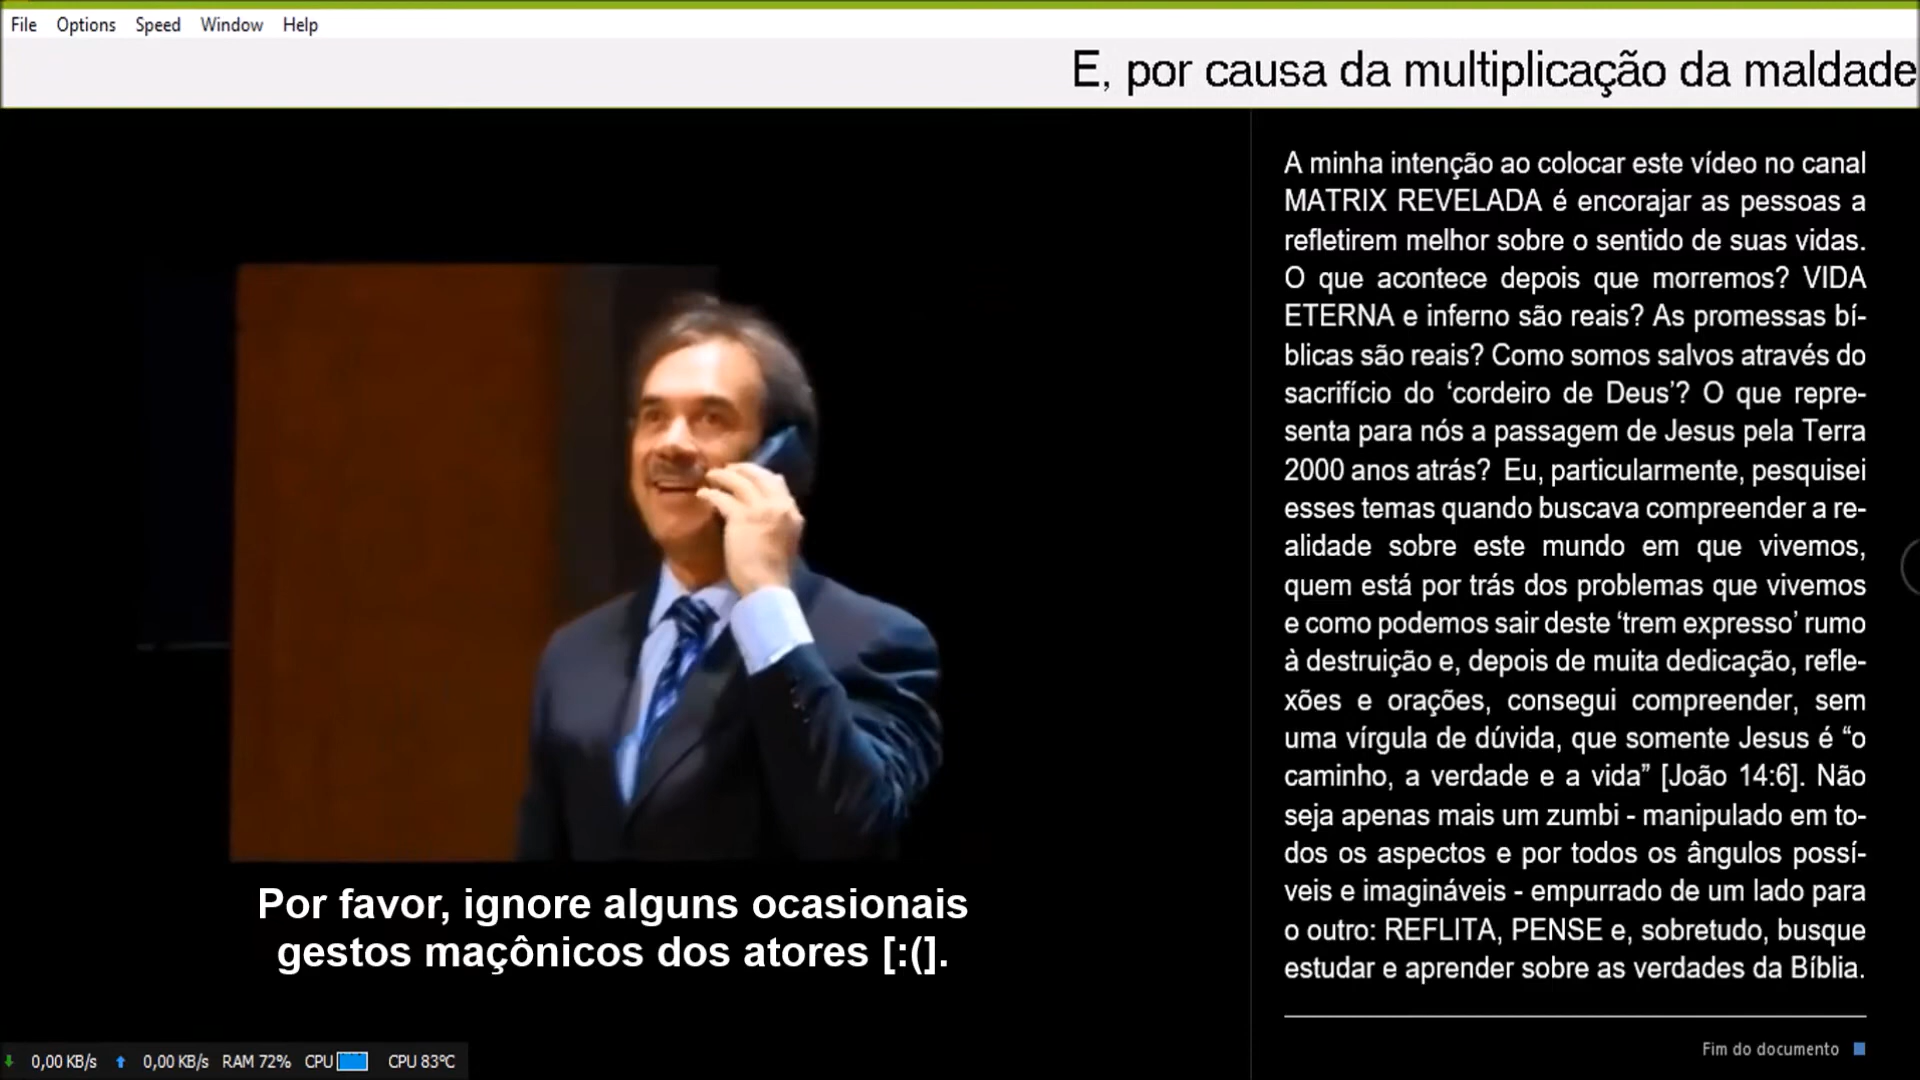 File Options Speed Window Help
E, por causa da multiplicação da maldade
A minha intenção ao colocar este vídeo no canal
MATRIX REVELADA é encorajar as pessoas a
refletirem melhor sobre o sentido de suas vidas.
O que acontece depois que morremos? VIDA
ETERNA e inferno são reais? As promessas bí-
blicas são reais? Como somos salvos através do
sacrifício do ‘cordeiro de Deus’? O que repre-
senta para nós a passagem de Jesus pela Terra
2000 anos atrás? Eu, particularmente, pesquisei
esses temas quando buscava compreender a re-
alidade sobre este mundo em que vivemos,
quem está por trás dos problemas que vivemos
e como podemos sair deste ‘trem expresso’ rumo
à destruição e, depois de muita dedicação, refle-
xões e orações, consegui compreender, sem
uma vírgula de dúvida, que somente Jesus é “o
caminho, a verdade e a vida” [João 14:6]. Não
seja apenas mais um zumbi - manipulado em to-
dos os aspectos e por todos os ângulos possí-
veis e imagináveis - empurrado de um lado para
o outro: REFLITA, PENSE e, sobretudo, busque
estudar e aprender sobre as verdades da Bíblia.
Fim do documento
Por favor, ignore alguns ocasionais
gestos maçônicos dos atores [:(].
0,00 KB/s 0,00 KB/s RAM 72% CPU CPU 83ºC